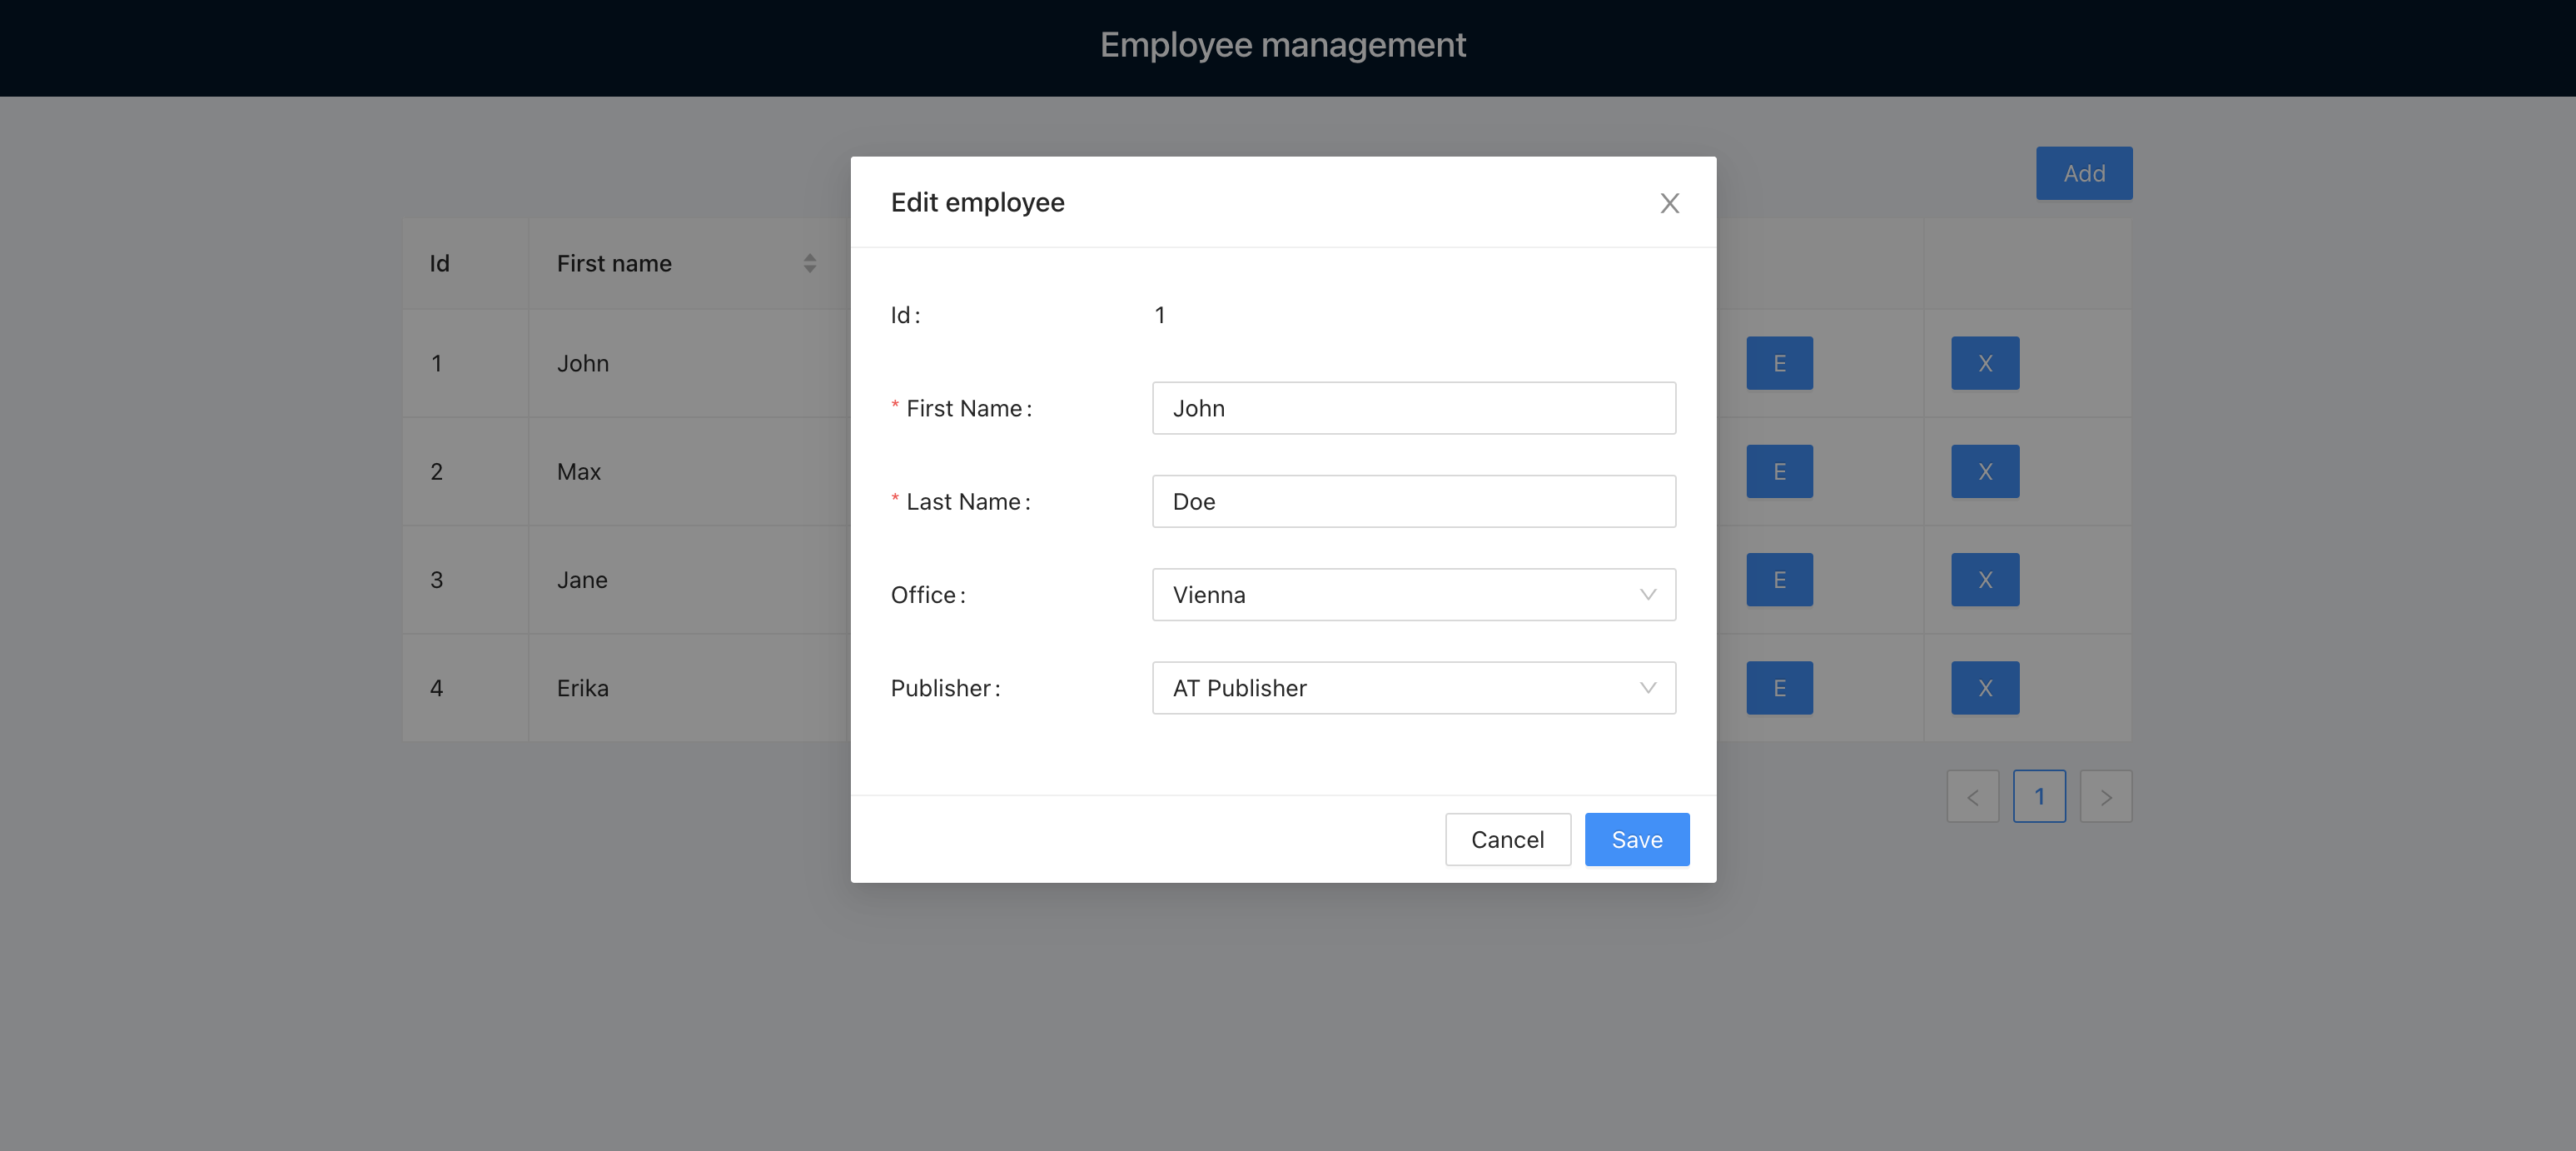 Employee management
Add
Id First name
1 John E X
2 Max E X
3 Jane E X
4 Erika E X
< 1 >
Edit employee X
Id: 1
* First Name: John
* Last Name: Doe
Office: Vienna
Publisher: AT Publisher
Cancel Save